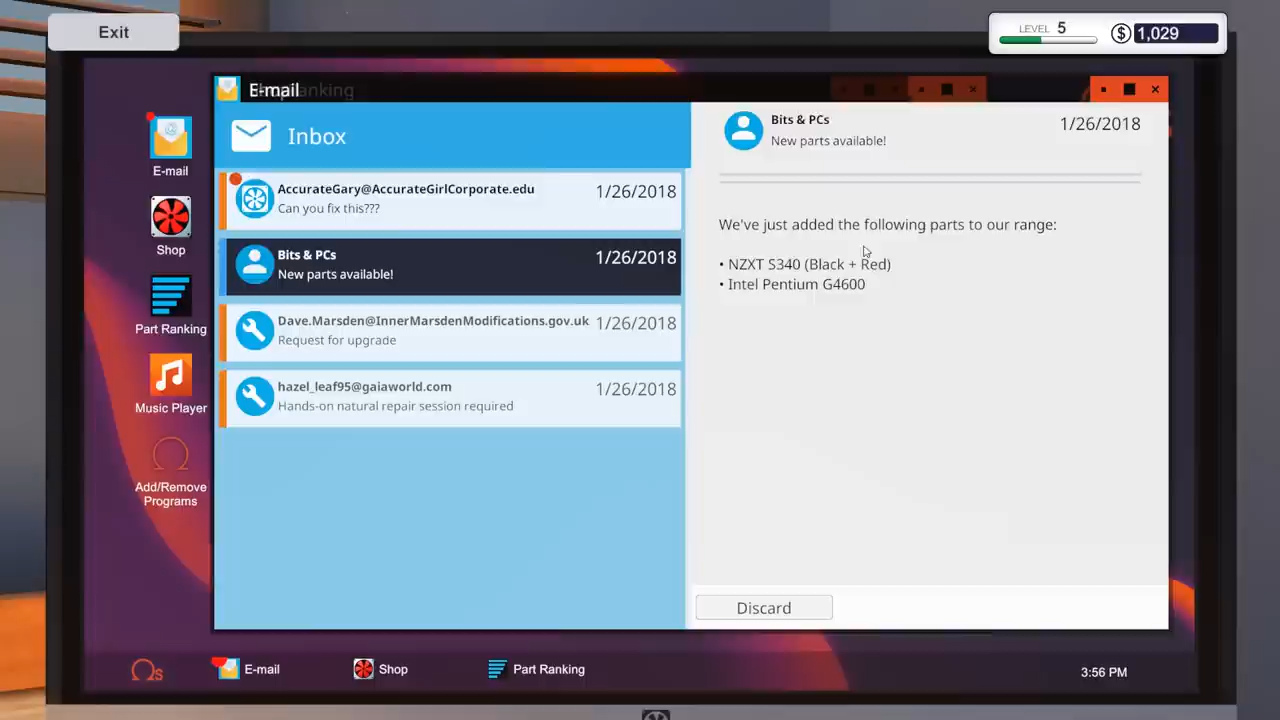 Exit
LEVEL 5
$ 1,029
E-mail
Inbox
Bits & PCs
1/26/2018
New parts available!
E-mail
AccurateGary@AccurateGirlCorporate.edu
1/26/2018
Can you fix this???
Shop
We've just added the following parts to our range:
Bits & PCs
1/26/2018
New parts available!
• NZXT S340 (Black + Red)
• Intel Pentium G4600
Part Ranking
Dave.Marsden@InnerMarsdenModifications.gov.uk
1/26/2018
Request for upgrade
Music Player
hazel_leaf95@gaiaworld.com
1/26/2018
Hands-on natural repair session required
Add/Remove
Programs
Discard
Ωs
E-mail
Shop
Part Ranking
3:56 PM